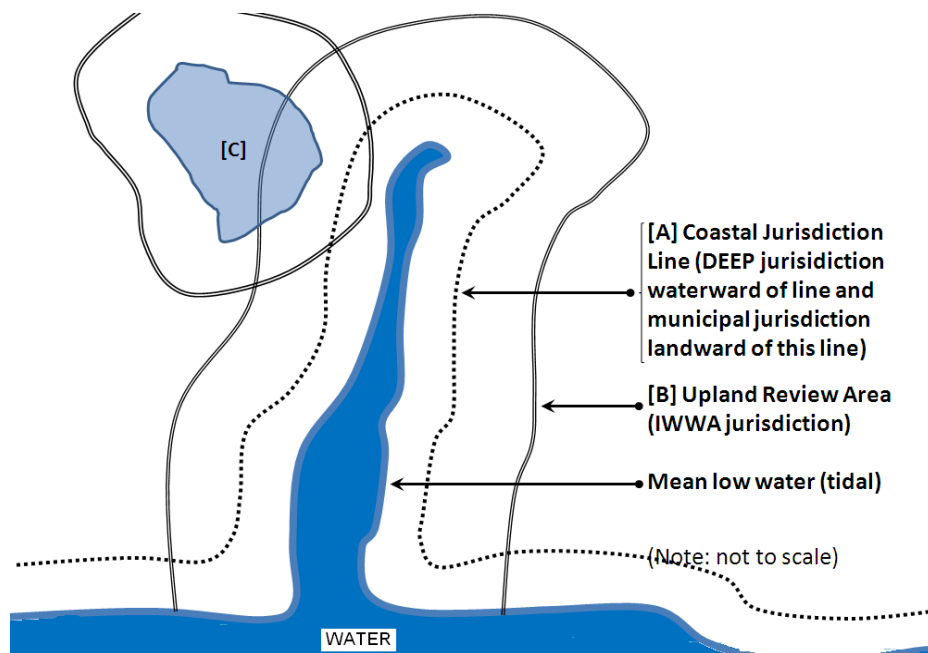 [C]
[A] Coastal Jurisdiction
Line (DEEP jurisidiction
waterward of line and
municipal jurisdiction
landward of this line)
[B] Upland Review Area
(IWWA jurisdiction)
Mean low water (tidal)
(Note: not to scale)
WATER